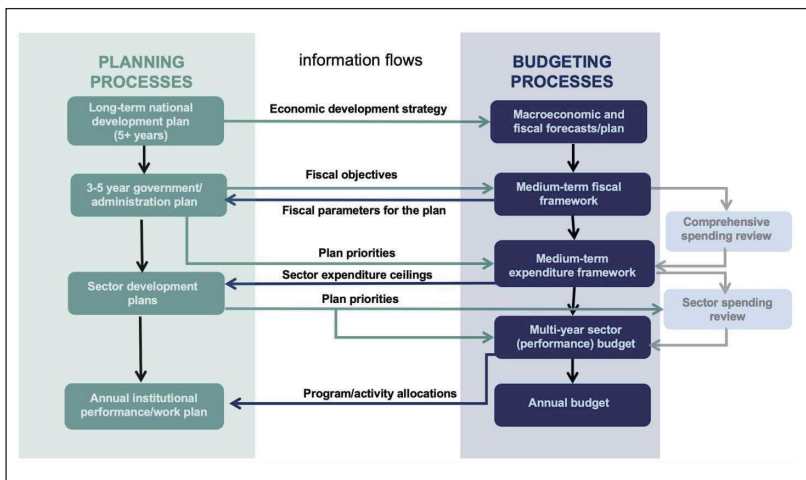 PLANNING
PROCESSES
information flows
BUDGETING
PROCESSES
Long-term national
development plan
(5+ years)
Economic development strategy
Macroeconomic and
fiscal forecasts/plan
3-5 year government/
administration plan
Fiscal objectives
Fiscal parameters for the plan
Medium-term fiscal
framework
Comprehensive
spending review
Plan priorities
Sector expenditure ceilings
Medium-term
expenditure framework
Sector development
plans
Plan priorities
Sector spending
review
Multi-year sector
(performance) budget
Annual institutional
performance/work plan
Program/activity allocations
Annual budget